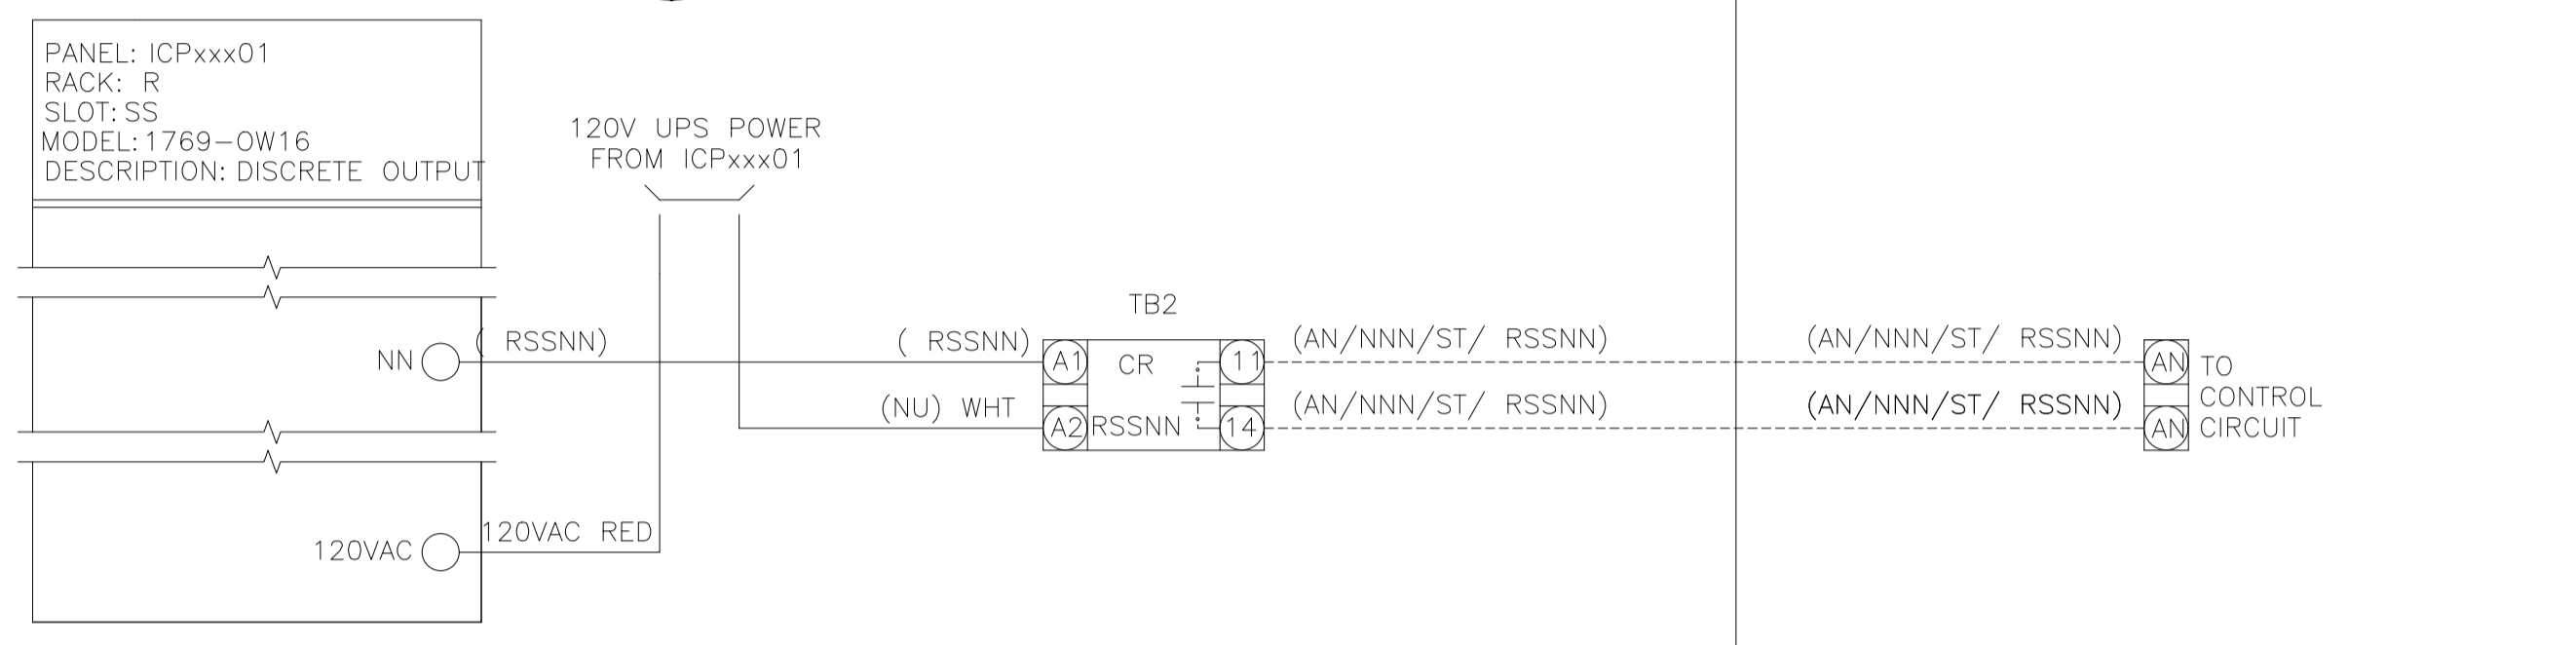 PANEL: ICPxxx01
RACK: R
SLOT: SS
MODEL: 1769-OW16
DESCRIPTION: DISCRETE OUTPUT
120V UPS POWER
FROM ICPxxx01
TB2
NN
( RSSNN)
( RSSNN)
A1
CR
11
(AN/NNN/ST/ RSSNN)
(AN/NNN/ST/ RSSNN)
AN
TO
CONTROL
CIRCUIT
(NU) WHT
A2
RSSNN
14
(AN/NNN/ST/ RSSNN)
(AN/NNN/ST/ RSSNN)
AN
120VAC
120VAC RED